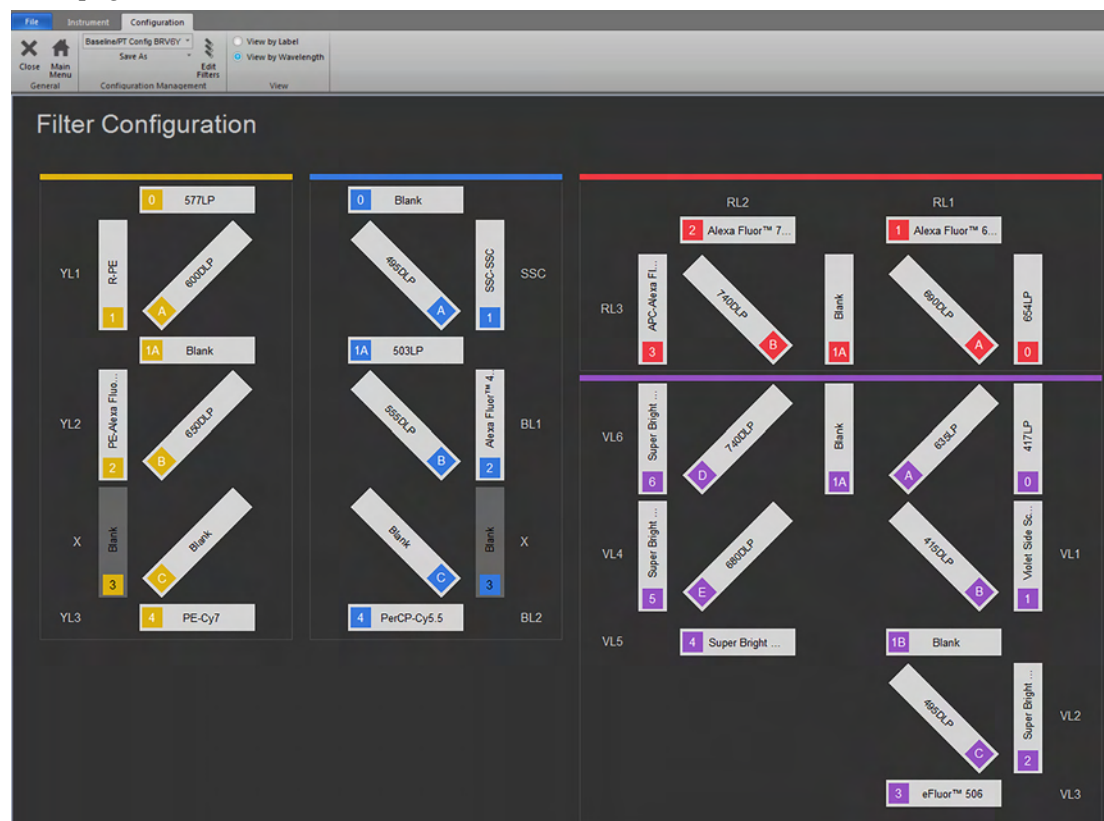 File Instrument Configuration
Close
Main Menu
General
Baseline/PT Config BRV6Y
Save As
Edit Filters
Configuration Management
View by Label
View by Wavelength
View
Filter Configuration
0 577LP
YL1
R-PE 1
600DLP A
1A Blank
YL2
PE-Alexa Fluo... 2
650DLP B
X
Blank 3
Blank C
YL3
4 PE-Cy7
0 Blank
495DLP A
SSC-SSC 1
SSC
1A 503LP
555DLP B
Alexa Fluor™ 4... 2
BL1
Blank C
Blank 3
X
4 PerCP-Cy5.5
BL2
RL2
RL1
2 Alexa Fluor™ 7...
1 Alexa Fluor™ 6...
RL3
APC-Alexa Fl... 3
740DLP B
Blank 1A
690DLP A
654LP 0
VL6
Super Bright ... 6
740DLP D
Blank 1A
635LP A
417LP 0
VL4
Super Bright ... 5
680DLP E
415DLP B
Violet Side Sc... 1
VL1
VL5
4 Super Bright ...
1B Blank
495DLP C
Super Bright ... 2
VL2
3 eFluor™ 506
VL3